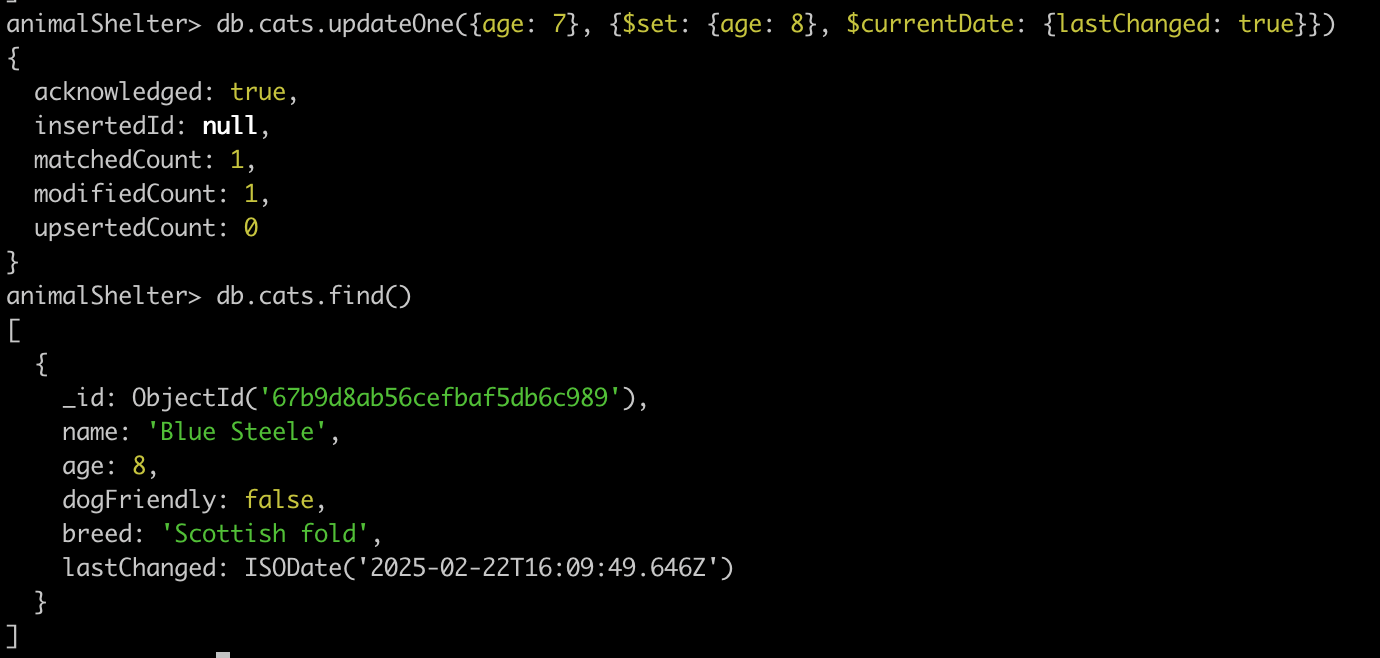 animalShelter> db.cats.updateOne({age: 7}, {$set: {age: 8}, $currentDate: {lastChanged: true}})
{
  acknowledged: true,
  insertedId: null,
  matchedCount: 1,
  modifiedCount: 1,
  upsertedCount: 0
}
animalShelter> db.cats.find()
[
  {
    _id: ObjectId('67b9d8ab56cefbaf5db6c989'),
    name: 'Blue Steele',
    age: 8,
    dogFriendly: false,
    breed: 'Scottish fold',
    lastChanged: ISODate('2025-02-22T16:09:49.646Z')
  }
]